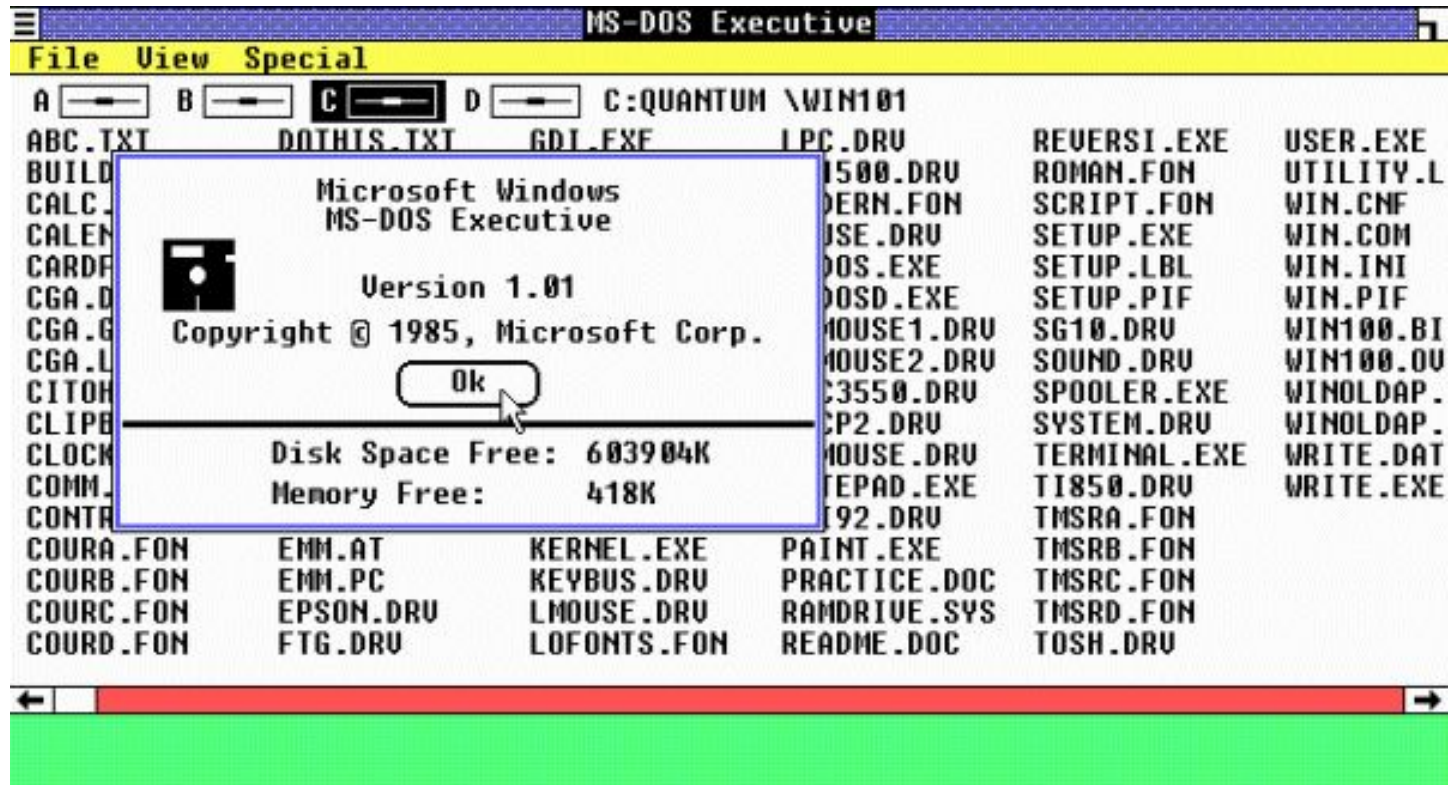 MS-DOS Executive
File View Special
A B C D C:QUANTUM \WIN101
ABC.TXT DOTHIS.TXT GDI.EXE LPC.DRV REVERSI.EXE USER.EXE
BUILD 1500.DRV ROMAN.FON UTILITY.L
CALC. DERN.FON SCRIPT.FON WIN.CNF
CALEN USE.DRV SETUP.EXE WIN.COM
CARDF DOS.EXE SETUP.LBL WIN.INI
CGA.D DOSD.EXE SETUP.PIF WIN.PIF
CGA.G MOUSE1.DRV SG10.DRV WIN100.BI
CGA.L MOUSE2.DRV SOUND.DRV WIN100.OV
CITOH C3550.DRV SPOOLER.EXE WINOLDAP.
CLIPB CP2.DRV SYSTEM.DRV WINOLDAP.
CLOCK MOUSE.DRV TERMINAL.EXE WRITE.DAT
COMM. TEPAD.EXE TI850.DRV WRITE.EXE
CONTR I92.DRV TMSRA.FON
COURA.FON EMM.AT KERNEL.EXE PAINT.EXE TMSRB.FON
COURB.FON EMM.PC KEYBUS.DRV PRACTICE.DOC TMSRC.FON
COURC.FON EPSON.DRV LMOUSE.DRV RAMDRIVE.SYS TMSRD.FON
COURD.FON FTG.DRV LOFONTS.FON README.DOC TOSH.DRV
Microsoft Windows
MS-DOS Executive
Version 1.01
Copyright © 1985, Microsoft Corp.
Ok
Disk Space Free: 603904K
Memory Free: 418K